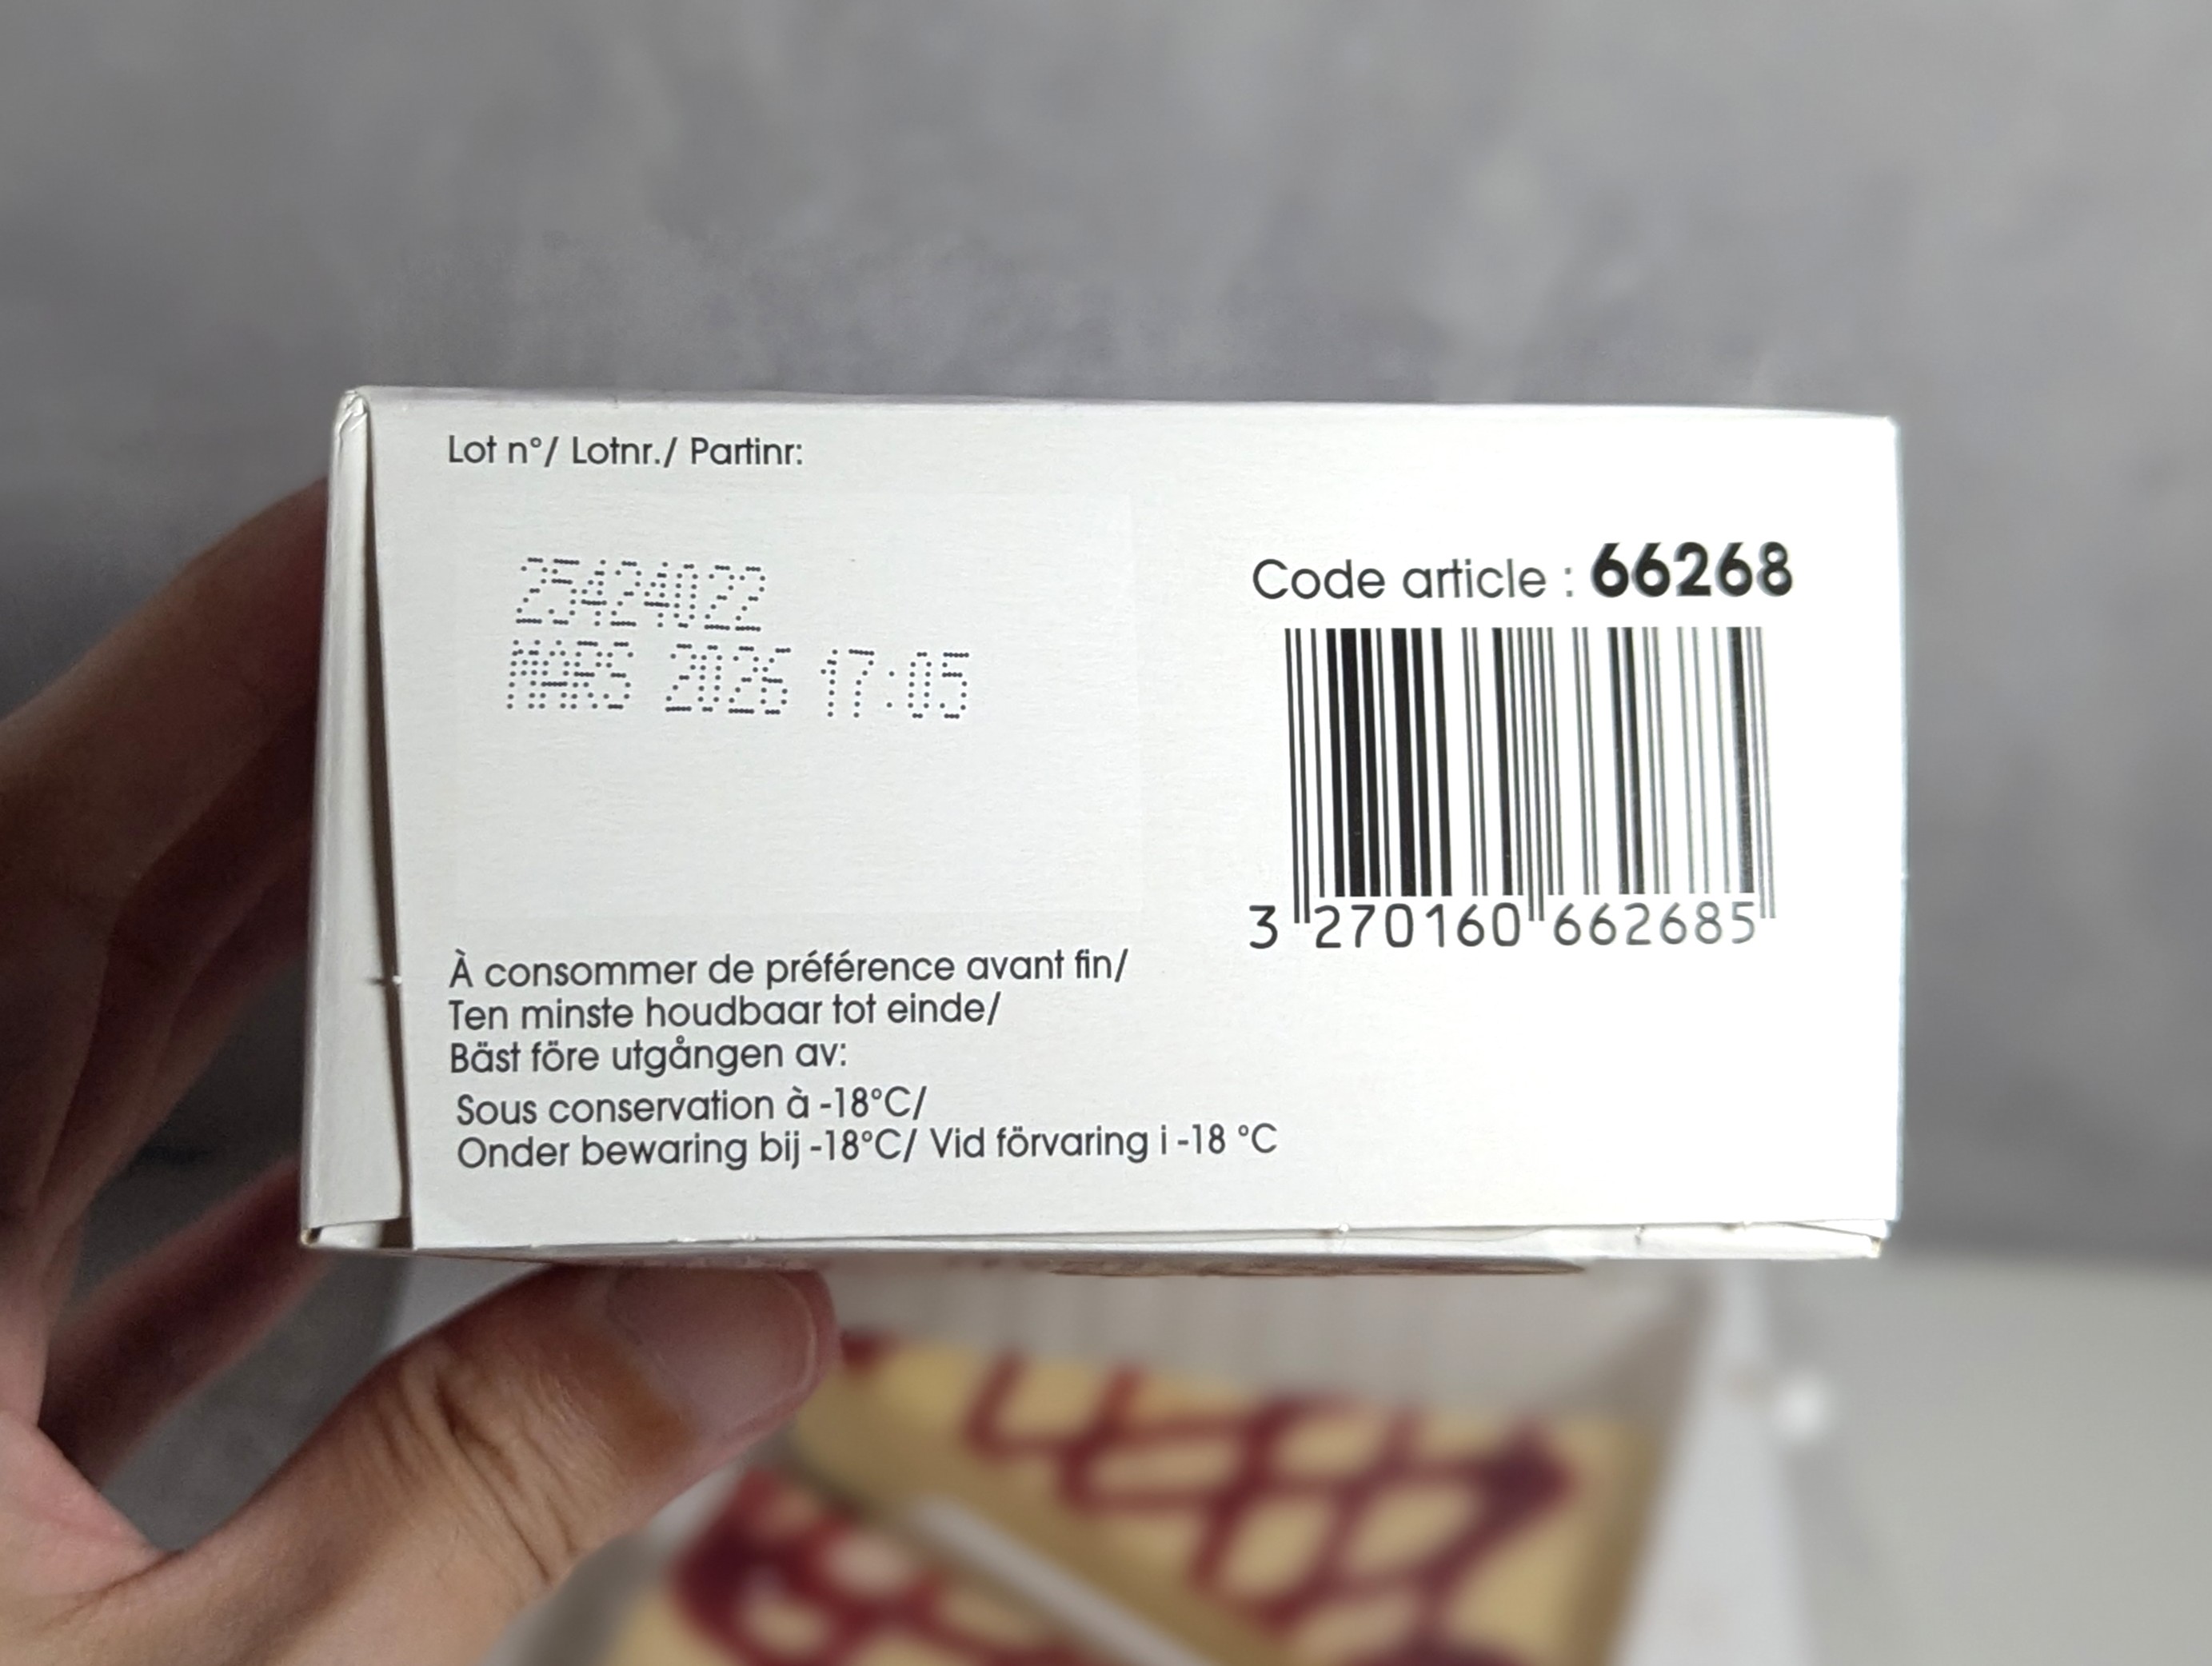 Lot n°/ Lotnr./ Partinr:
25424022
MARS 2026 17:05
Code article : 66268
3 270160 662685
À consommer de préférence avant fin/
Ten minste houdbaar tot einde/
Bäst före utgången av:
Sous conservation à -18°C/
Onder bewaring bij -18°C/ Vid förvaring i -18 °C